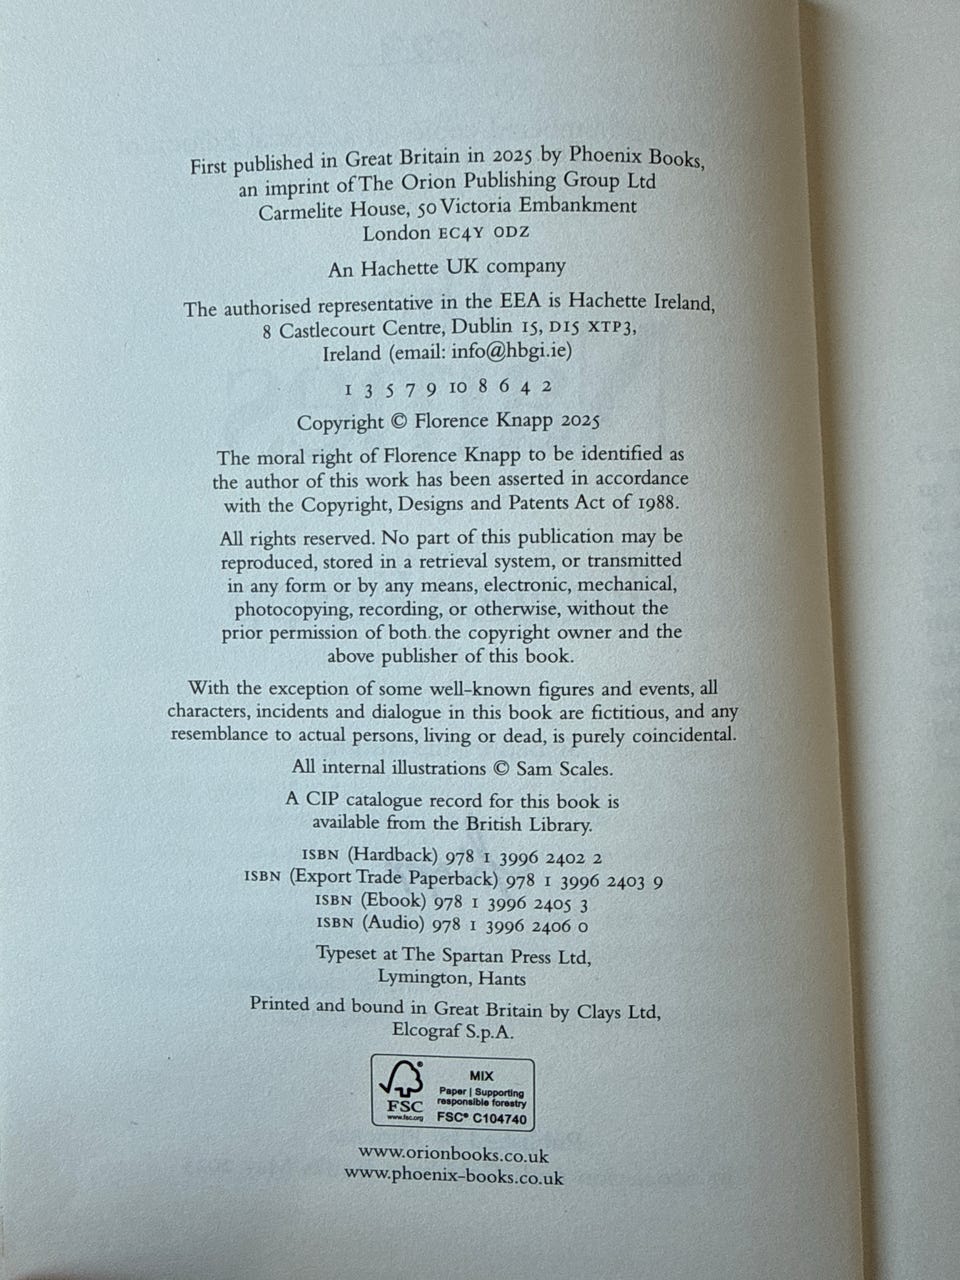 First published in Great Britain in 2025 by Phoenix Books,
an imprint of The Orion Publishing Group Ltd
Carmelite House, 50 Victoria Embankment
London EC4Y 0DZ
An Hachette UK company
The authorised representative in the EEA is Hachette Ireland,
8 Castlecourt Centre, Dublin 15, D15 XTP3,
Ireland (email: info@hbgi.ie)
1 3 5 7 9 10 8 6 4 2
Copyright © Florence Knapp 2025
The moral right of Florence Knapp to be identified as
the author of this work has been asserted in accordance
with the Copyright, Designs and Patents Act of 1988.
All rights reserved. No part of this publication may be
reproduced, stored in a retrieval system, or transmitted
in any form or by any means, electronic, mechanical,
photocopying, recording, or otherwise, without the
prior permission of both the copyright owner and the
above publisher of this book.
With the exception of some well-known figures and events, all
characters, incidents and dialogue in this book are fictitious, and any
resemblance to actual persons, living or dead, is purely coincidental.
All internal illustrations © Sam Scales.
A CIP catalogue record for this book is
available from the British Library.
ISBN (Hardback) 978 1 3996 2402 2
ISBN (Export Trade Paperback) 978 1 3996 2403 9
ISBN (Ebook) 978 1 3996 2405 3
ISBN (Audio) 978 1 3996 2406 0
Typeset at The Spartan Press Ltd,
Lymington, Hants
Printed and bound in Great Britain by Clays Ltd,
Elcograf S.p.A.
FSC
www.fsc.org
MIX
Paper | Supporting
responsible forestry
FSC® C104740
www.orionbooks.co.uk
www.phoenix-books.co.uk